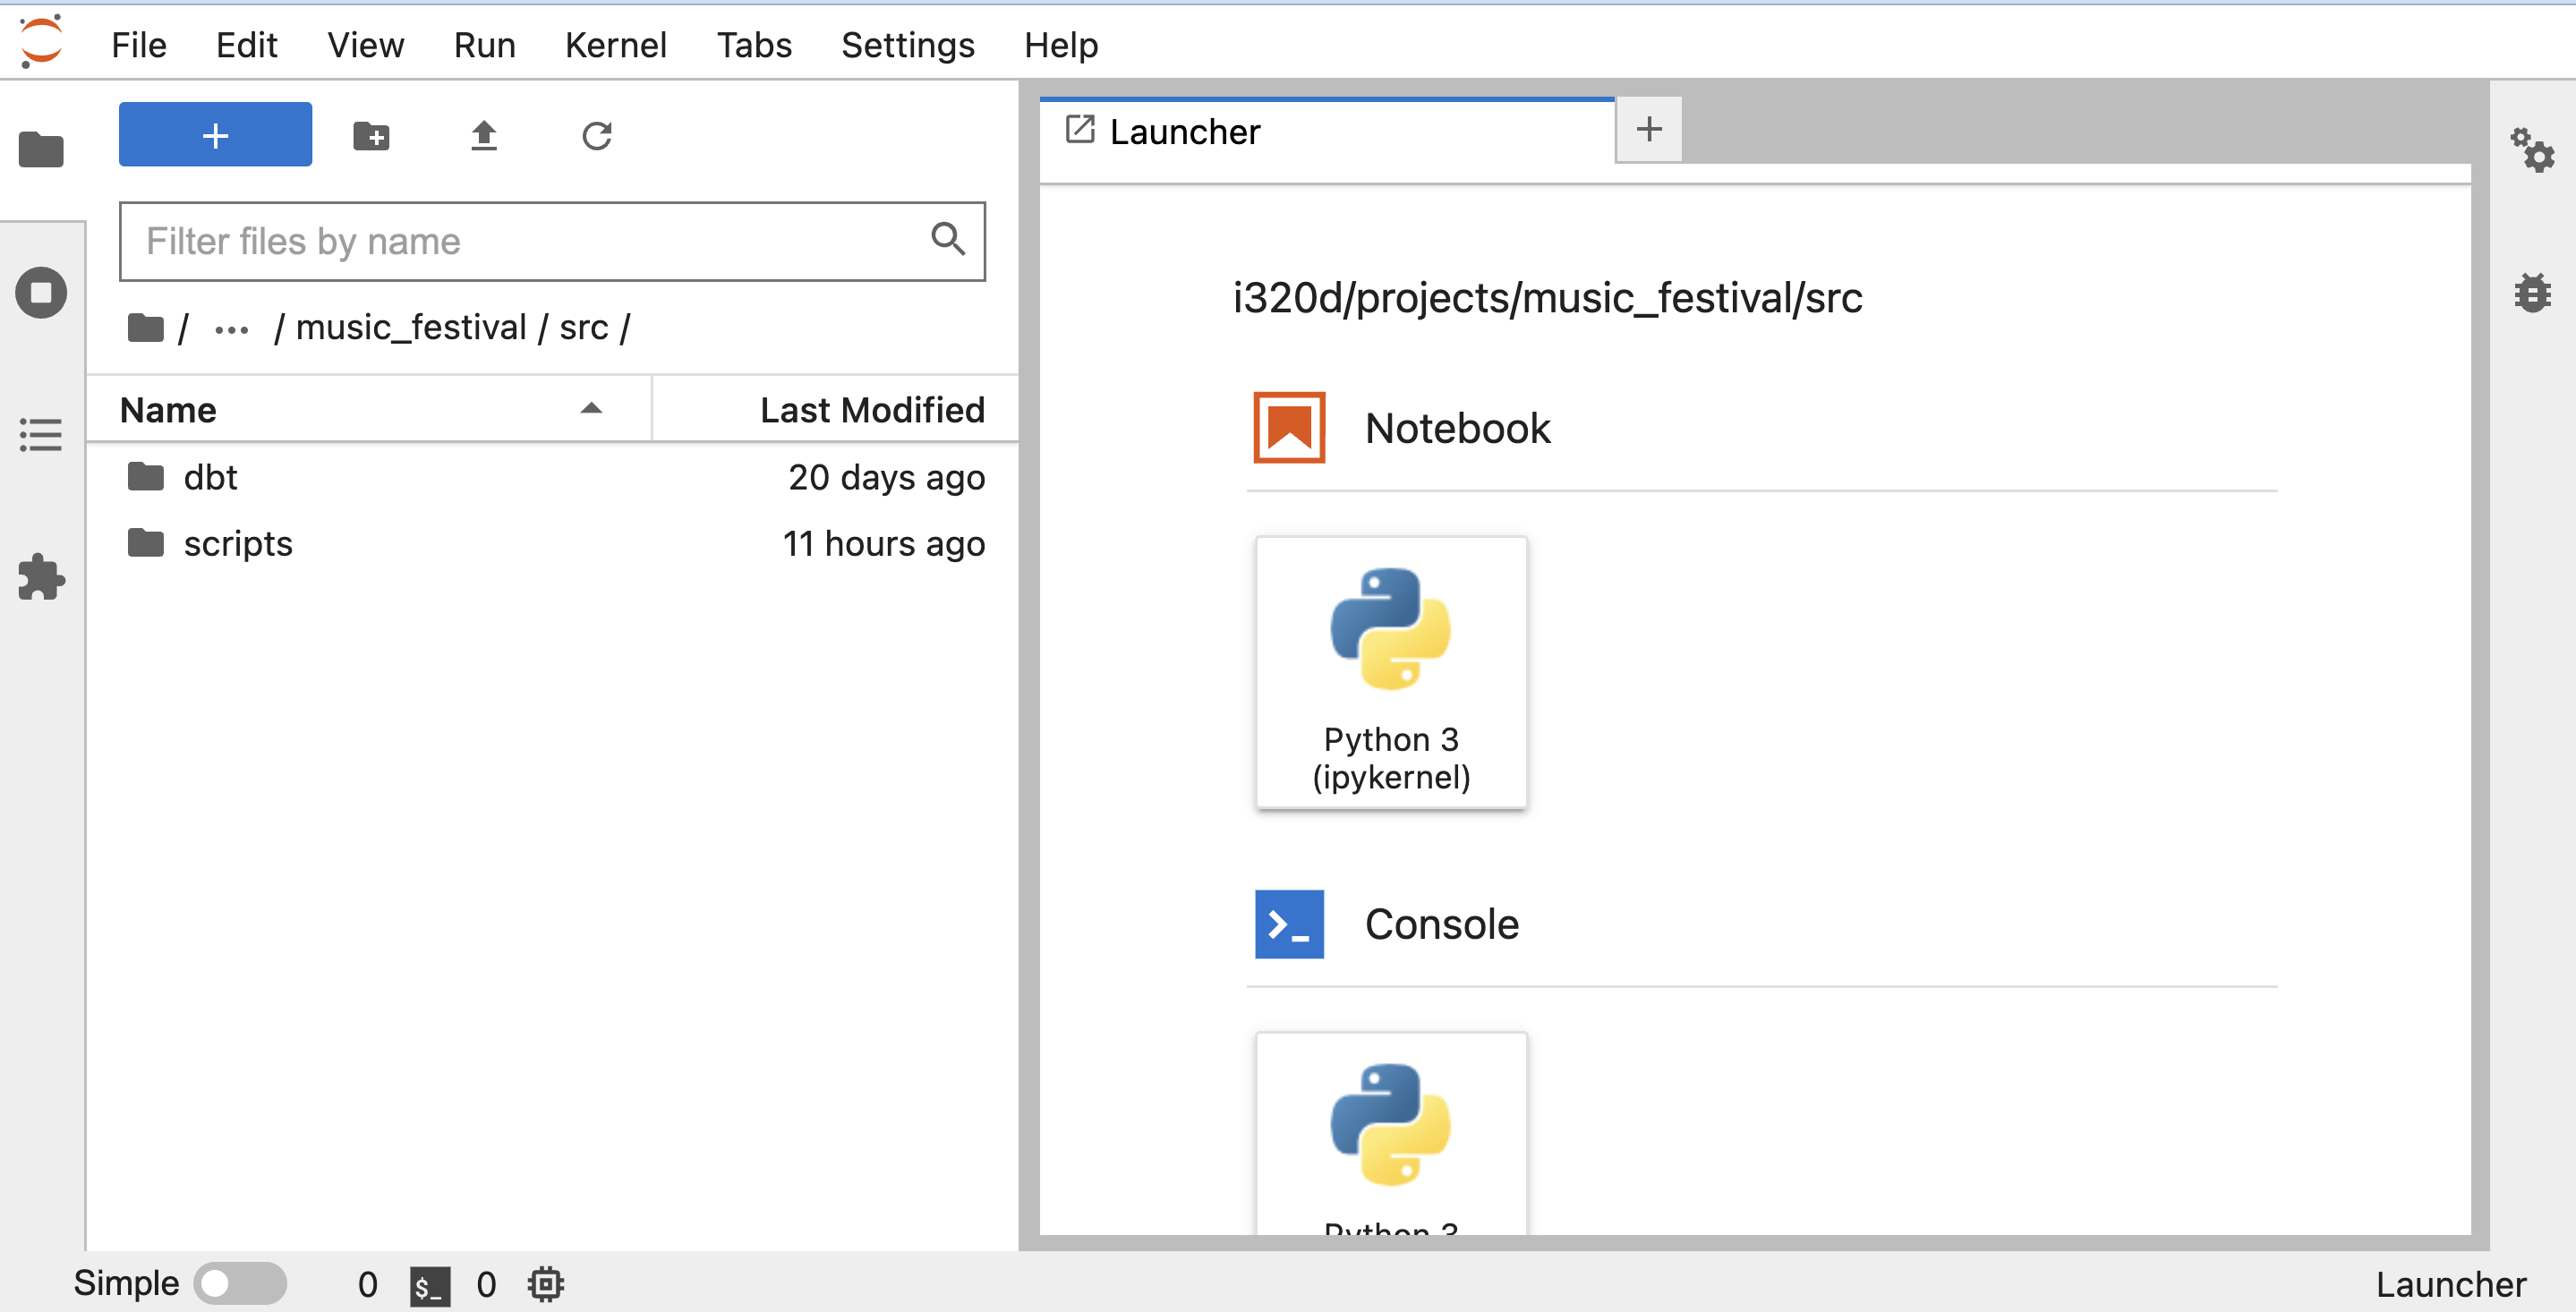 File Edit View Run Kernel Tabs Settings Help
Launcher
Filter files by name
/ ... / music_festival / src /
Name Last Modified
dbt 20 days ago
scripts 11 hours ago
i320d/projects/music_festival/src
Notebook
Python 3
(ipykernel)
Console
Python 3
Simple 0 $_ 0 Launcher